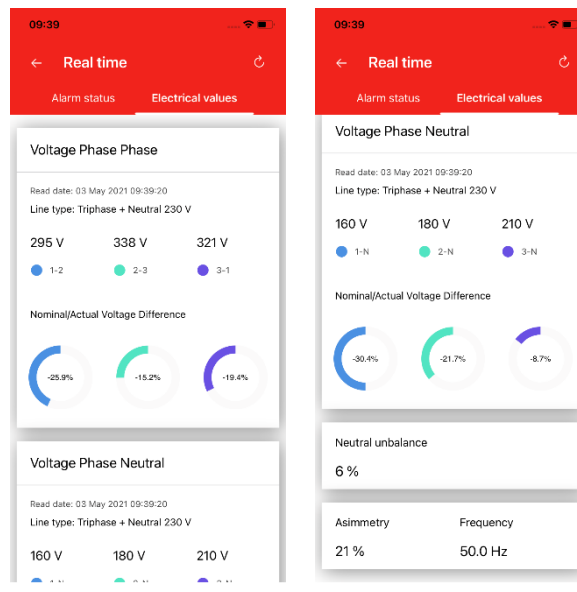 09:39
Real time
Alarm status Electrical values
Voltage Phase Phase
Read date: 03 May 2021 09:39:20
Line type: Triphase + Neutral 230 V
295 V 338 V 321 V
1-2 2-3 3-1
Nominal/Actual Voltage Difference
-25.9% -15.2% -19.4%
Voltage Phase Neutral
Read date: 03 May 2021 09:39:20
Line type: Triphase + Neutral 230 V
160 V 180 V 210 V
09:39
Real time
Alarm status Electrical values
Voltage Phase Neutral
Read date: 03 May 2021 09:39:20
Line type: Triphase + Neutral 230 V
160 V 180 V 210 V
1-N 2-N 3-N
Nominal/Actual Voltage Difference
-30.4% -21.7% -8.7%
Neutral unbalance
6 %
Asimmetry Frequency
21 % 50.0 Hz